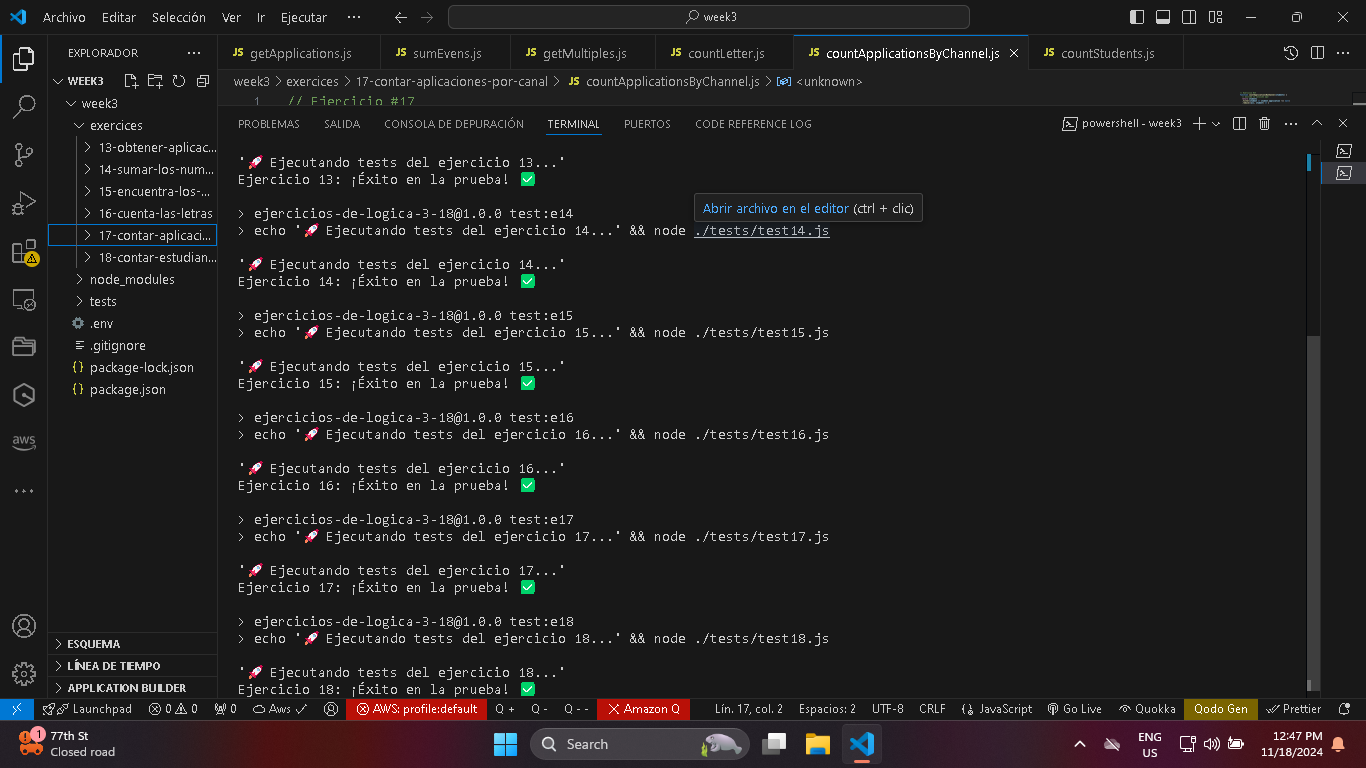 Archivo Editar Selección Ver Ir Ejecutar ··· week3
EXPLORADOR ···
getApplications.js sumEvens.js getMultiples.js countLetter.js countApplicationsByChannel.js countStudents.js
WEEK3
week3 > exercices > 17-contar-aplicaciones-por-canal > countApplicationsByChannel.js > <unknown>
week3
1 // Ejercicio #17
exercices
PROBLEMAS SALIDA CONSOLA DE DEPURACIÓN TERMINAL PUERTOS CODE REFERENCE LOG powershell - week3
13-obtener-aplicac...
14-sumar-los-num...
15-encuentra-los-...
16-cuenta-las-letras
17-contar-aplicaci...
18-contar-estudian...
node_modules
tests
.env
.gitignore
package-lock.json
package.json
'🚀 Ejecutando tests del ejercicio 13...'
Ejercicio 13: ¡Éxito en la prueba! ✅
> ejercicios-de-logica-3-18@1.0.0 test:e14
Abrir archivo en el editor (ctrl + clic)
> echo '🚀 Ejecutando tests del ejercicio 14...' && node ./tests/test14.js
'🚀 Ejecutando tests del ejercicio 14...'
Ejercicio 14: ¡Éxito en la prueba! ✅
> ejercicios-de-logica-3-18@1.0.0 test:e15
> echo '🚀 Ejecutando tests del ejercicio 15...' && node ./tests/test15.js
'🚀 Ejecutando tests del ejercicio 15...'
Ejercicio 15: ¡Éxito en la prueba! ✅
> ejercicios-de-logica-3-18@1.0.0 test:e16
> echo '🚀 Ejecutando tests del ejercicio 16...' && node ./tests/test16.js
'🚀 Ejecutando tests del ejercicio 16...'
Ejercicio 16: ¡Éxito en la prueba! ✅
> ejercicios-de-logica-3-18@1.0.0 test:e17
> echo '🚀 Ejecutando tests del ejercicio 17...' && node ./tests/test17.js
'🚀 Ejecutando tests del ejercicio 17...'
Ejercicio 17: ¡Éxito en la prueba! ✅
> ejercicios-de-logica-3-18@1.0.0 test:e18
> echo '🚀 Ejecutando tests del ejercicio 18...' && node ./tests/test18.js
'🚀 Ejecutando tests del ejercicio 18...'
Ejercicio 18: ¡Éxito en la prueba! ✅
aws
ESQUEMA
LÍNEA DE TIEMPO
APPLICATION BUILDER
Launchpad 0 0 0 Aws AWS: profile:default Q + Q - Q - - Amazon Q Lín. 17, col. 2 Espacios: 2 UTF-8 CRLF JavaScript Go Live Quokka Qodo Gen Prettier
1 77th St
Closed road
Search
ENG
US
12:47 PM
11/18/2024